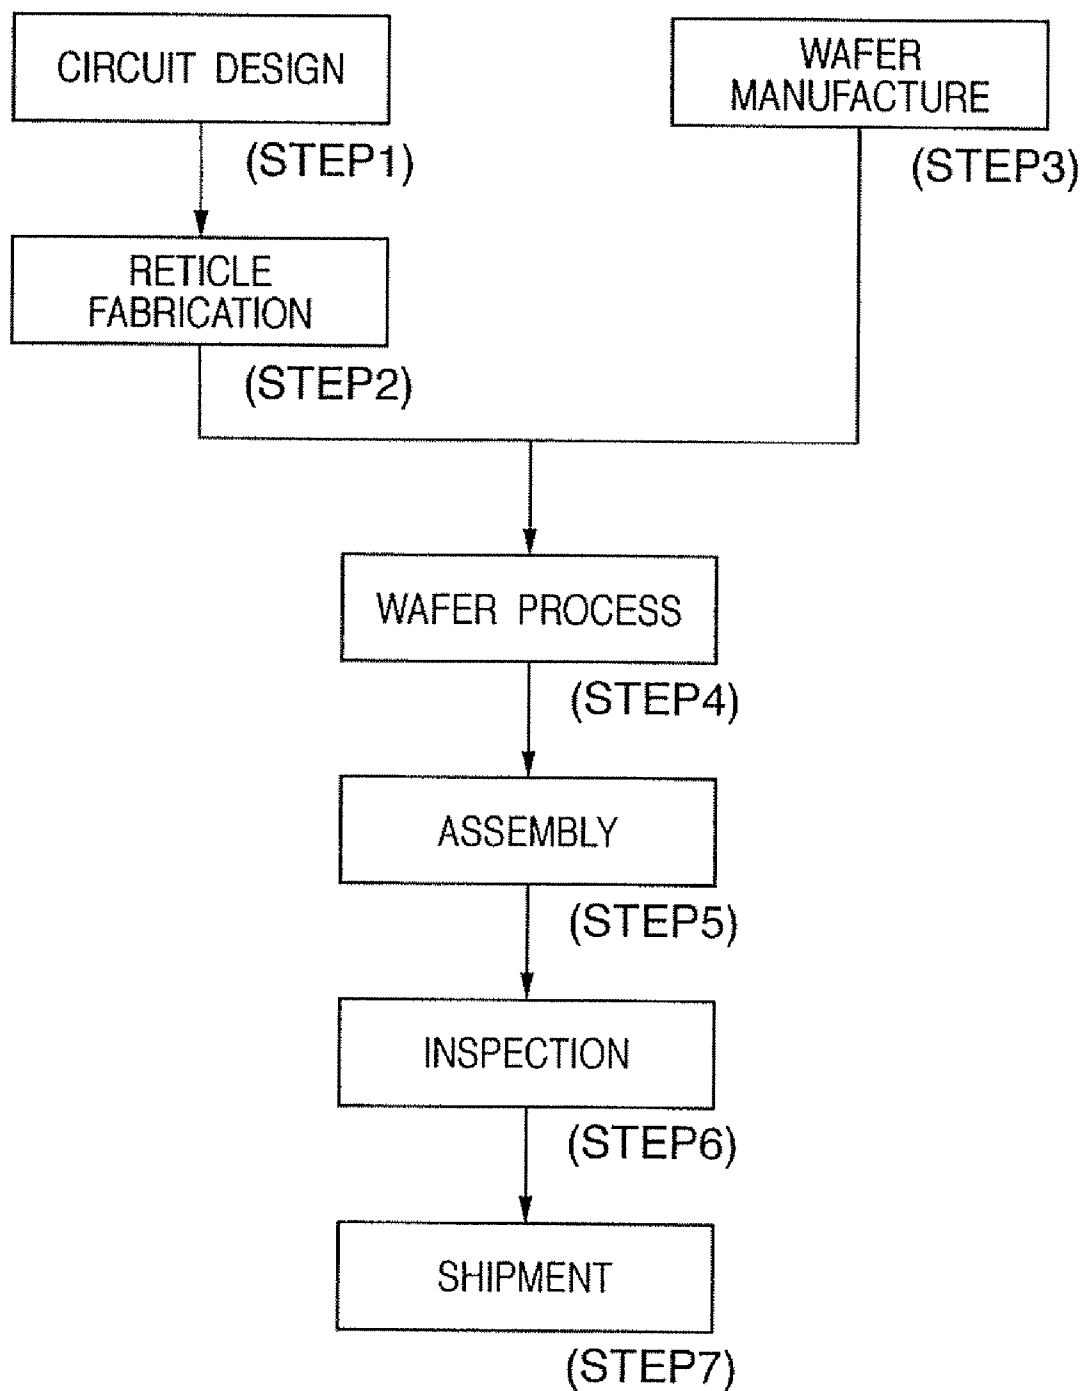 CIRCUIT DESIGN
(STEP1)
WAFER
MANUFACTURE
(STEP3)
RETICLE
FABRICATION
(STEP2)
WAFER PROCESS
(STEP4)
ASSEMBLY
(STEP5)
INSPECTION
(STEP6)
SHIPMENT
(STEP7)